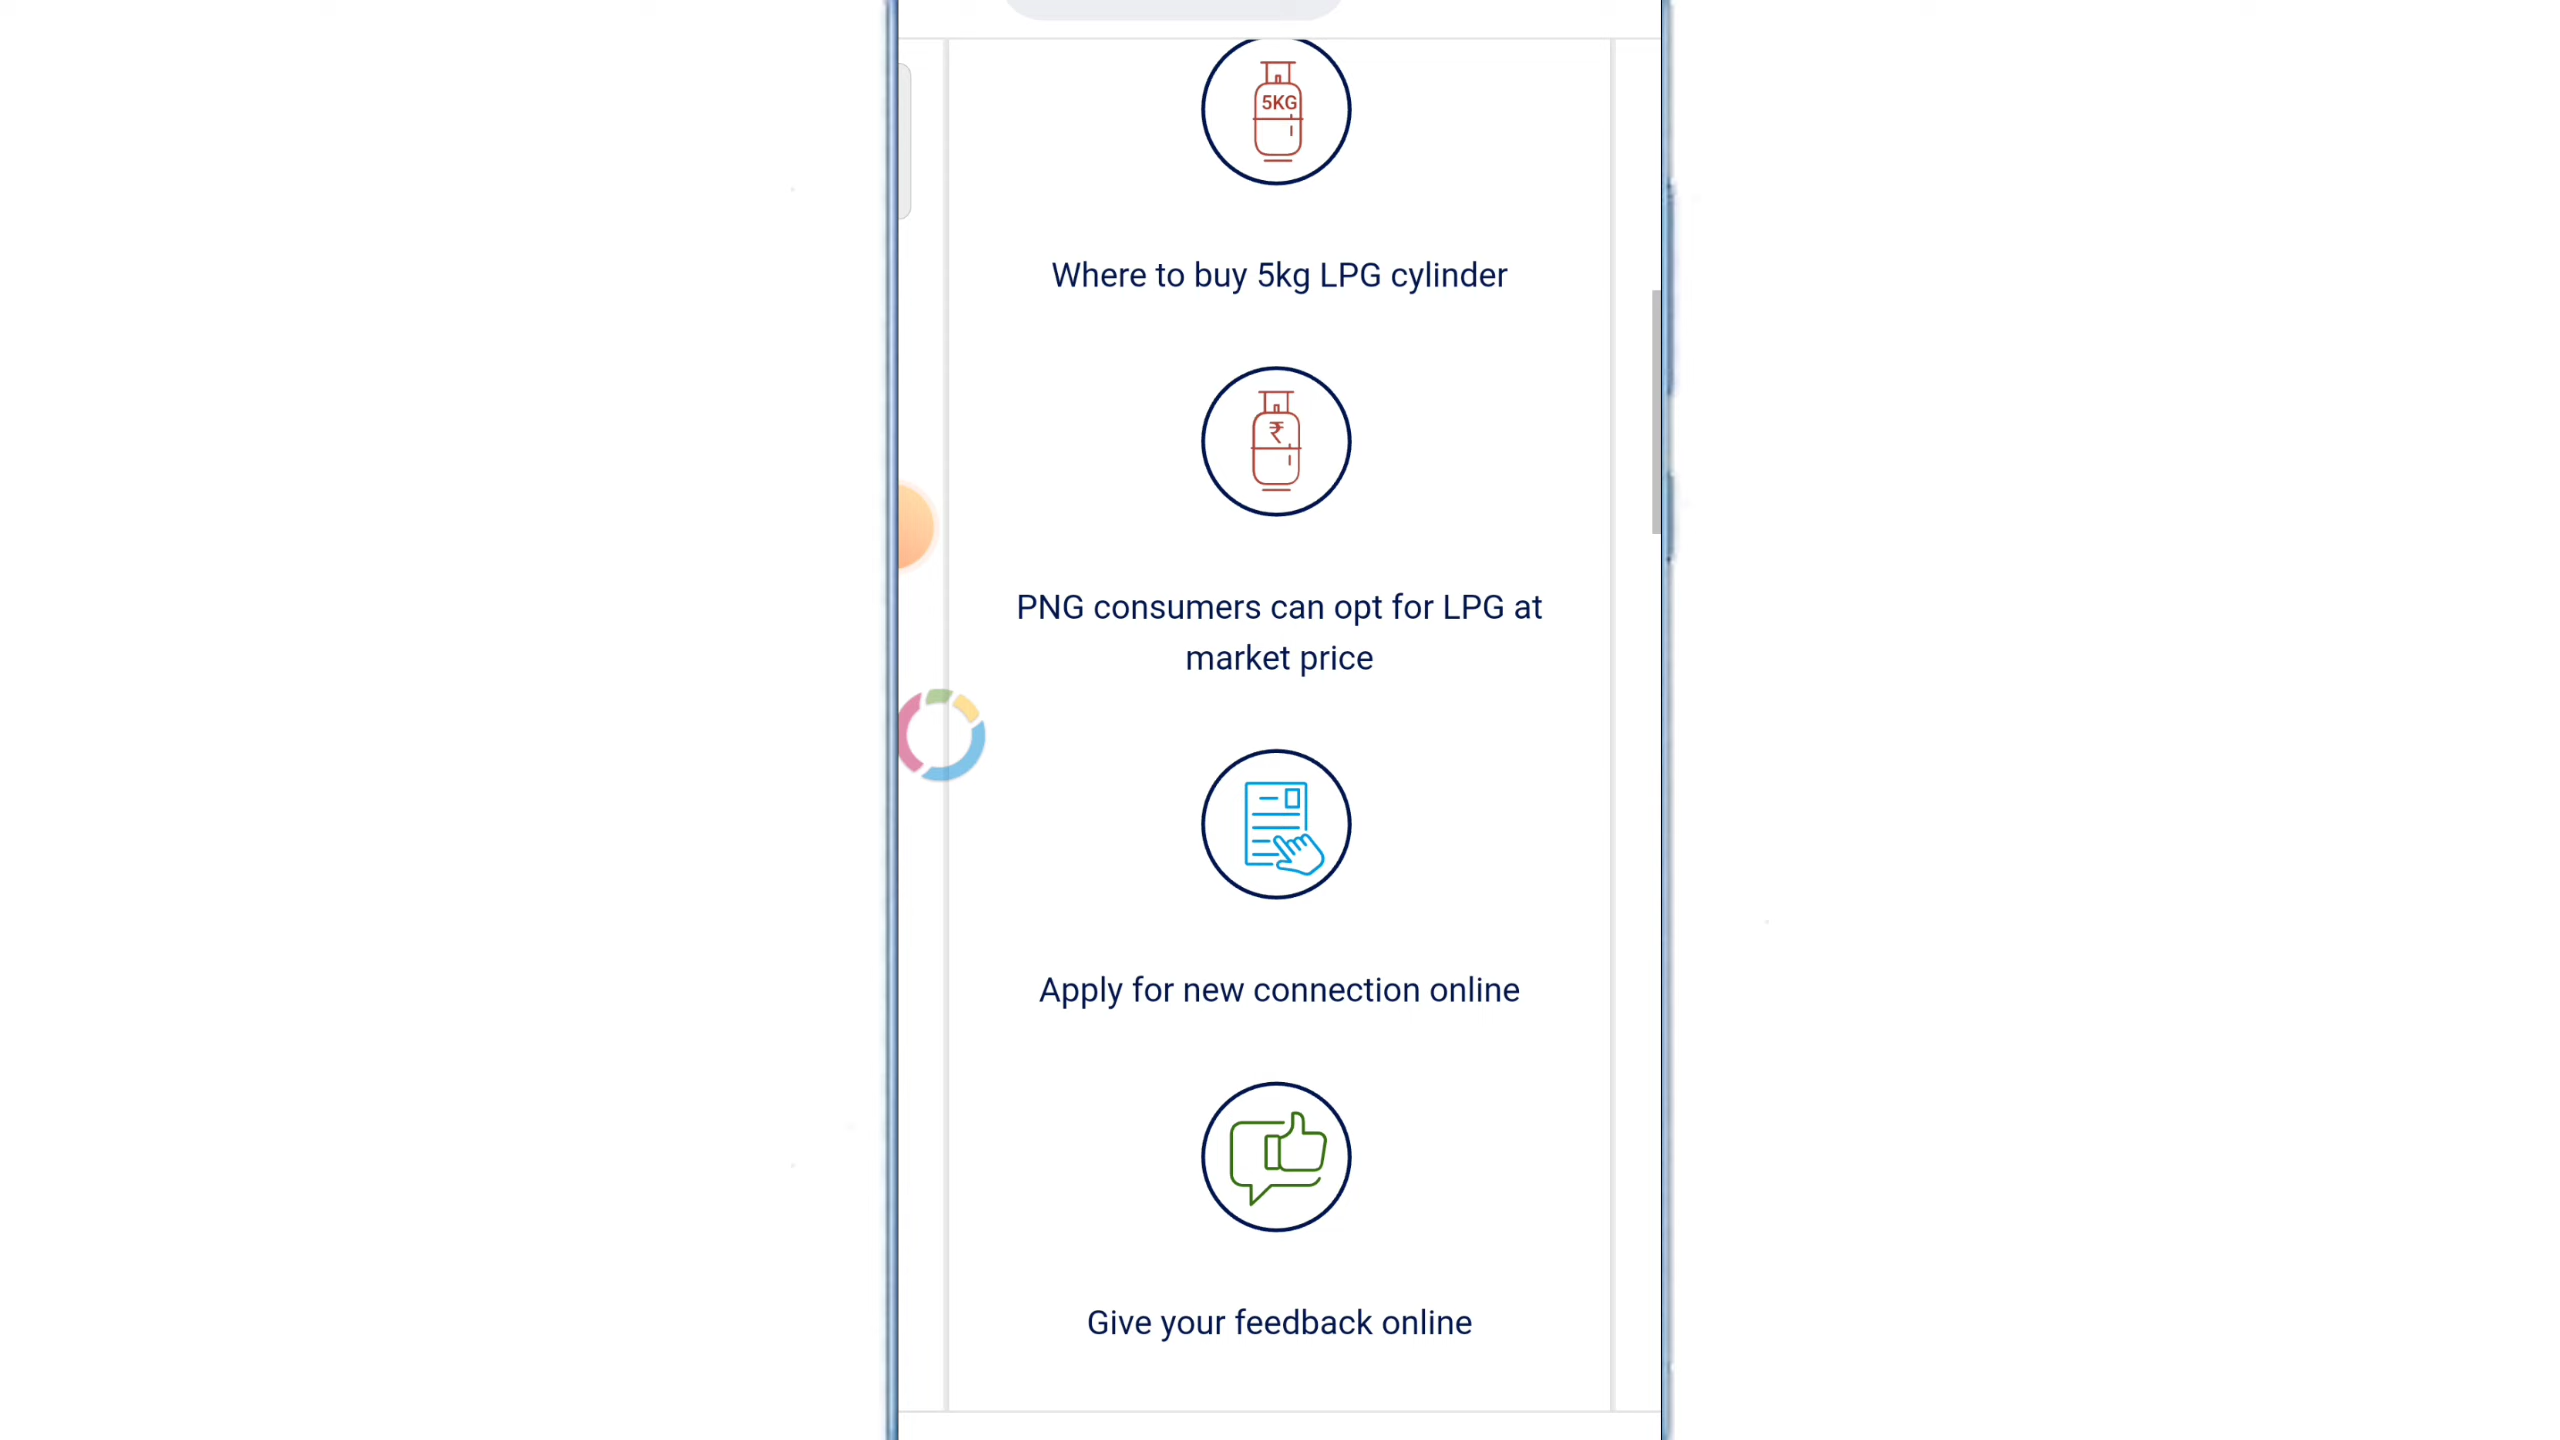 5KG
Where to buy 5kg LPG cylinder
₹
PNG consumers can opt for LPG at
market price
Apply for new connection online
Give your feedback online